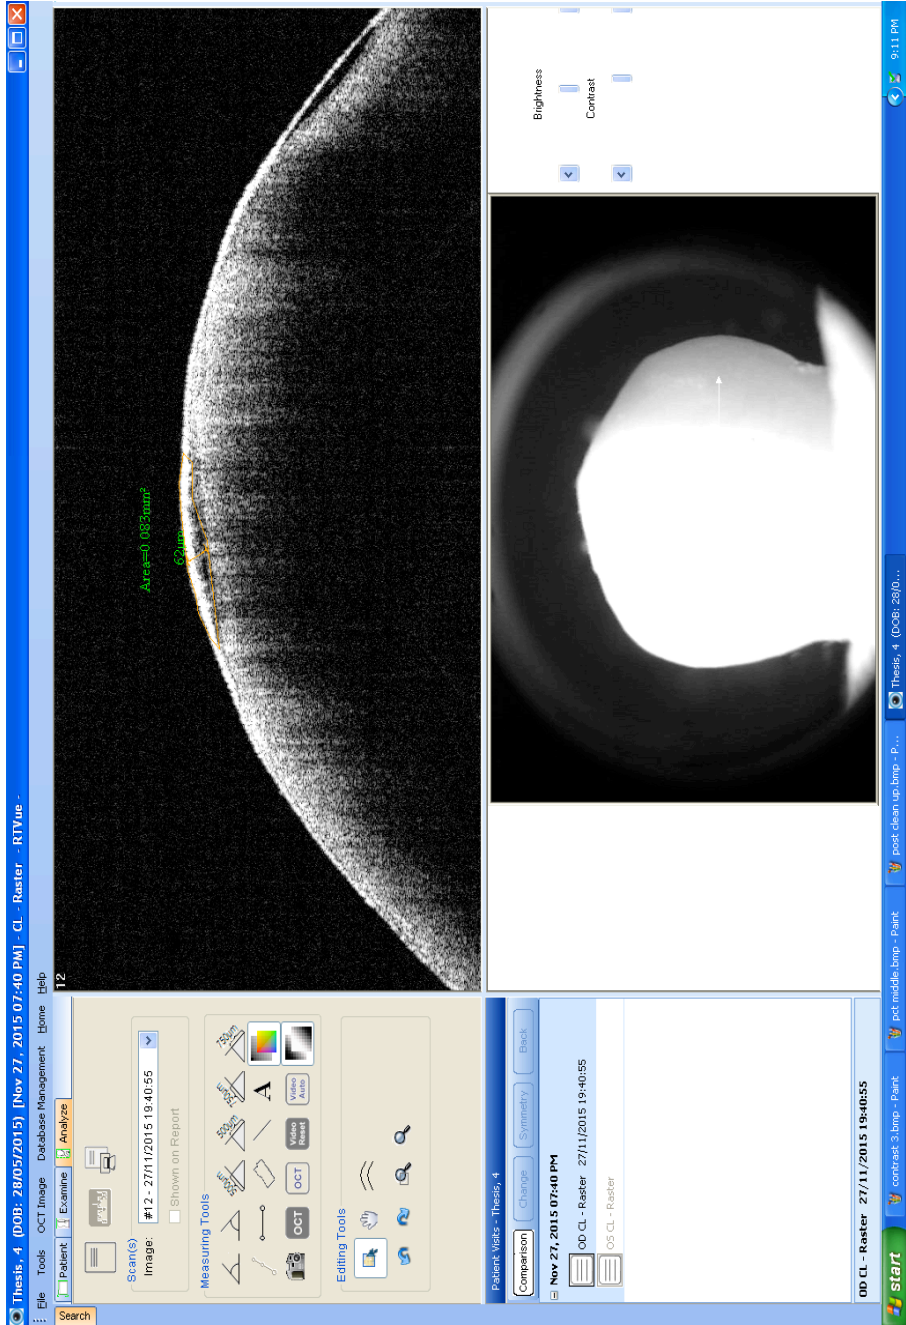 Thesis, 4 (DOB: 28/05/2015) [Nov 27, 2015 07:40 PM] - CL - Raster - RTVue -
File Tools OCT Image Database Management Home Help
Search
Patient Examine Analyze
Scan(s)
Image: #12 - 27/11/2015 19:40:55
Shown on Report
Measuring Tools
350μm 500μm 750μm
A
OCT OCT Video Reset Video Auto
Editing Tools
12
Area=0.083mm²
62μm
Patient Visits - Thesis, 4
Comparison Change Symmetry Back
Nov 27, 2015 07:40 PM
OD CL - Raster 27/11/2015 19:40:55
OS CL - Raster
OD CL - Raster 27/11/2015 19:40:55
Brightness
Contrast
start
contrast 3.bmp - Paint
pct middle.bmp - Paint
post clean up.bmp - P...
Thesis, 4 (DOB: 28/0...
9:11 PM